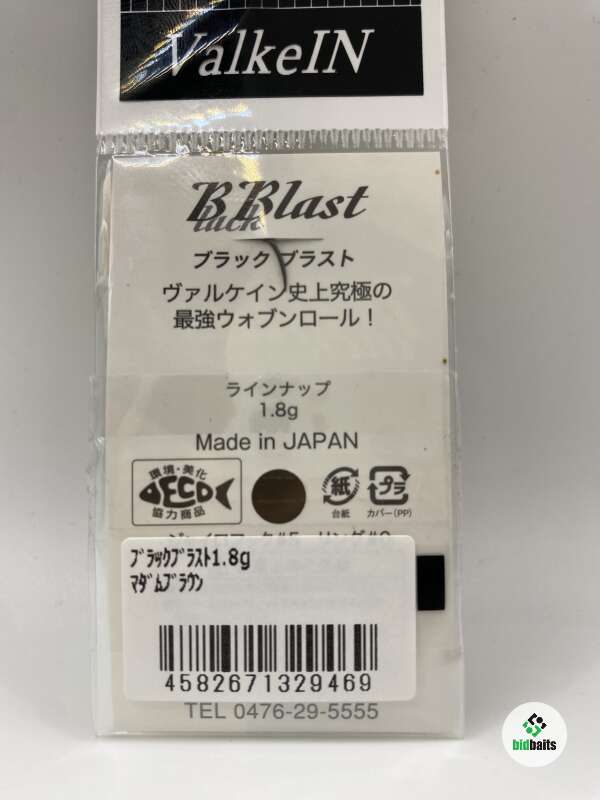 ValkeIN
B Blast
luck
ブラック ブラスト
ヴァルケイン史上究極の
最強ウォブンロール!
ラインナップ
1.8g
Made in JAPAN
環境・美化
ECO
協力商品
紙
台紙
プラ
カバー(PP)
ﾌﾞﾗｯｸﾌﾞﾗｽﾄ1.8g
ﾏﾀﾞﾑﾌﾞﾗｳﾝ
4582671329469
TEL 0476-29-5555
bidbaits